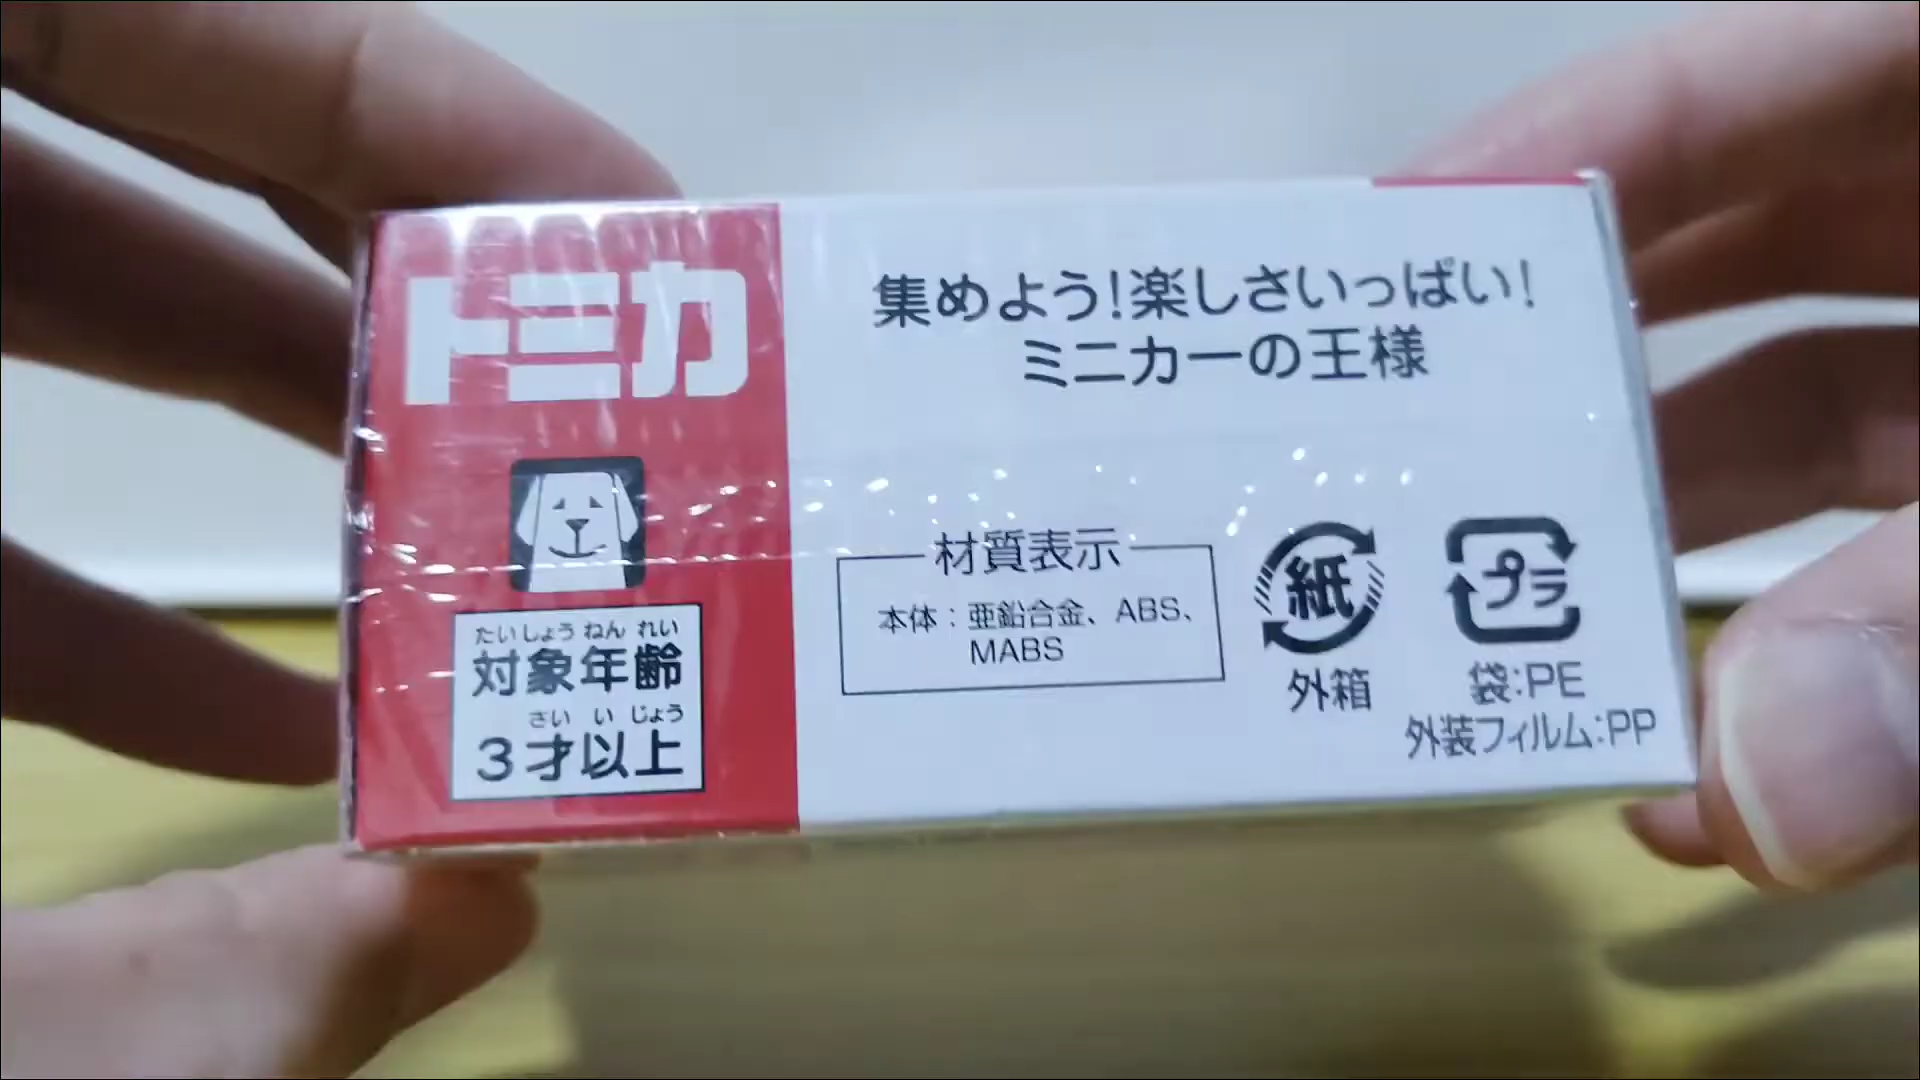 トミカ
たいしょうねんれい
対象年齢
さいいじょう
3才以上
集めよう!楽しさいっぱい!
ミニカーの王様
材質表示
本体:亜鉛合金、ABS、
MABS
紙
外箱
プラ
袋:PE
外装フィルム:PP